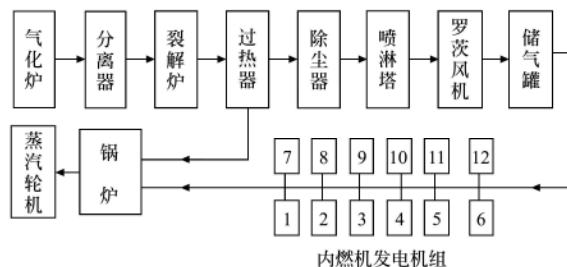 气化炉
分离器
裂解炉
过热器
除尘器
喷淋塔
罗茨风机
储气罐
蒸汽轮机
锅炉
7 8 9 10 11 12
1 2 3 4 5 6
内燃机发电机组